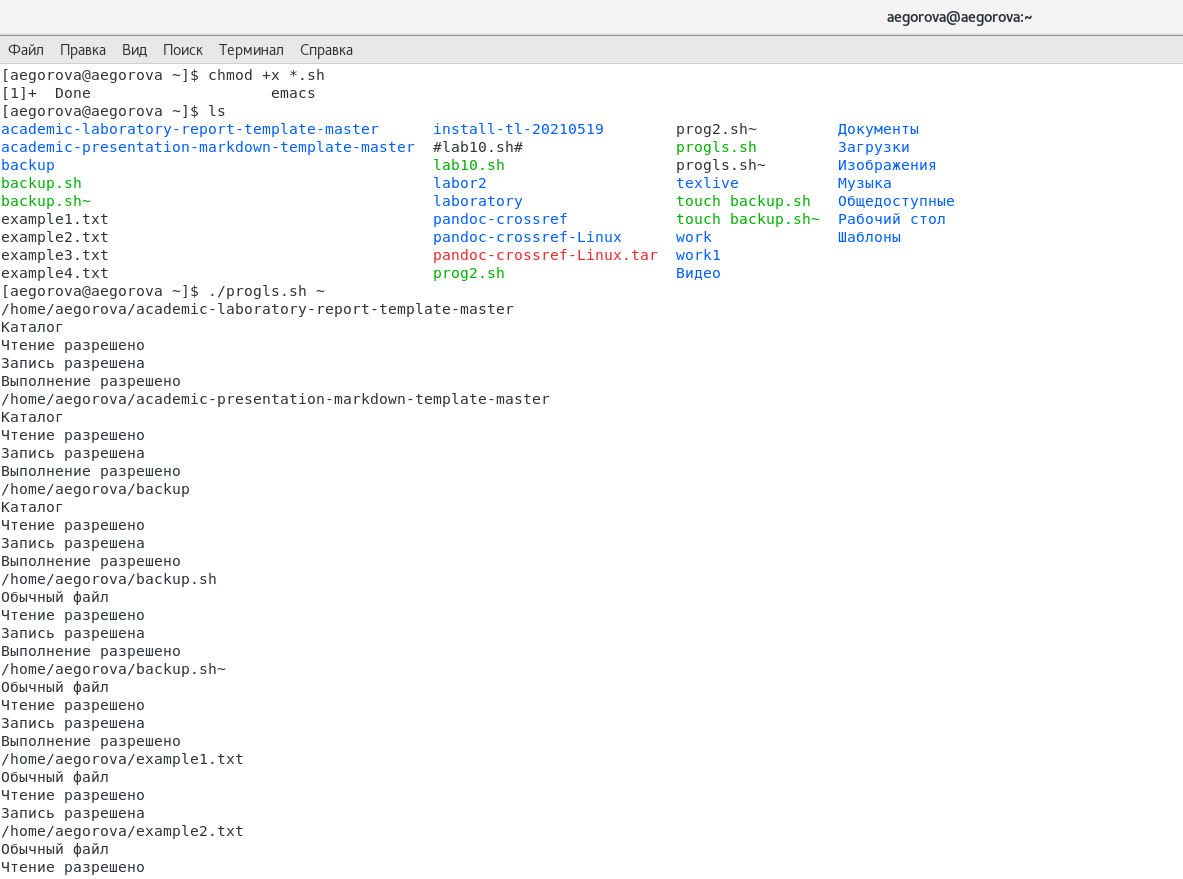 aegorova@aegorova:~
Файл Правка Вид Поиск Терминал Справка
[aegorova@aegorova ~]$ chmod +x *.sh
[1]+  Done                    emacs
[aegorova@aegorova ~]$ ls
academic-laboratory-report-template-master      install-tl-20210519        prog2.sh~         Документы
academic-presentation-markdown-template-master  #lab10.sh#                 progls.sh         Загрузки
backup                                          lab10.sh                   progls.sh~        Изображения
backup.sh                                       labor2                     texlive           Музыка
backup.sh~                                      laboratory                 touch backup.sh   Общедоступные
example1.txt                                    pandoc-crossref            touch backup.sh~  Рабочий стол
example2.txt                                    pandoc-crossref-Linux      work              Шаблоны
example3.txt                                    pandoc-crossref-Linux.tar  work1
example4.txt                                    prog2.sh                   Видео
[aegorova@aegorova ~]$ ./progls.sh ~
/home/aegorova/academic-laboratory-report-template-master
Каталог
Чтение разрешено
Запись разрешена
Выполнение разрешено
/home/aegorova/academic-presentation-markdown-template-master
Каталог
Чтение разрешено
Запись разрешена
Выполнение разрешено
/home/aegorova/backup
Каталог
Чтение разрешено
Запись разрешена
Выполнение разрешено
/home/aegorova/backup.sh
Обычный файл
Чтение разрешено
Запись разрешена
Выполнение разрешено
/home/aegorova/backup.sh~
Обычный файл
Чтение разрешено
Запись разрешена
Выполнение разрешено
/home/aegorova/example1.txt
Обычный файл
Чтение разрешено
Запись разрешена
/home/aegorova/example2.txt
Обычный файл
Чтение разрешено